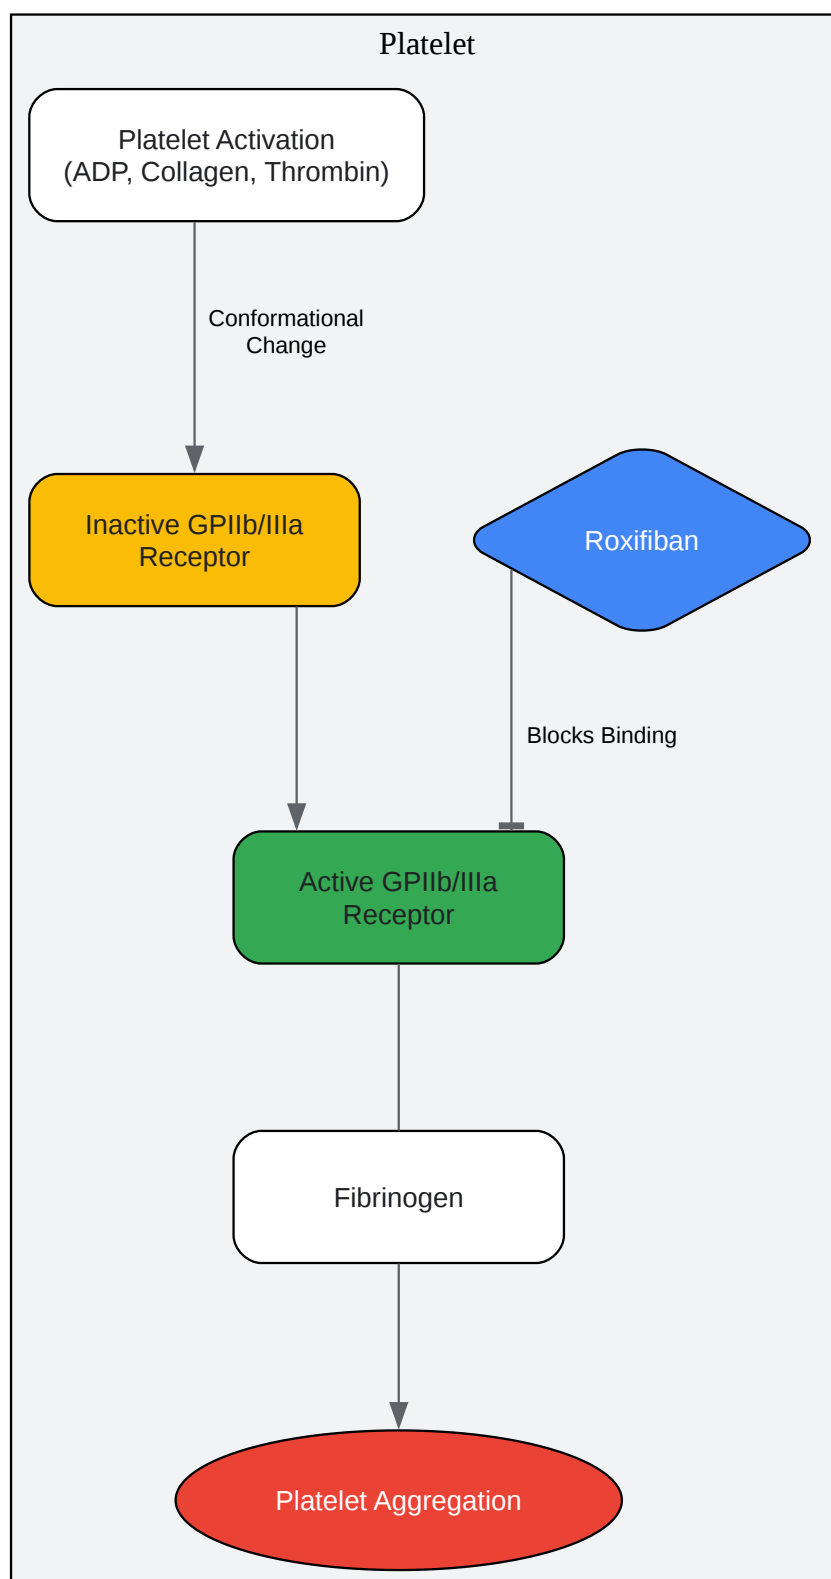 Platelet
Platelet Activation
(ADP, Collagen, Thrombin)
Conformational
Change
Inactive GPIIb/IIIa
Receptor
Roxifiban
Blocks Binding
Active GPIIb/IIIa
Receptor
Fibrinogen
Platelet Aggregation